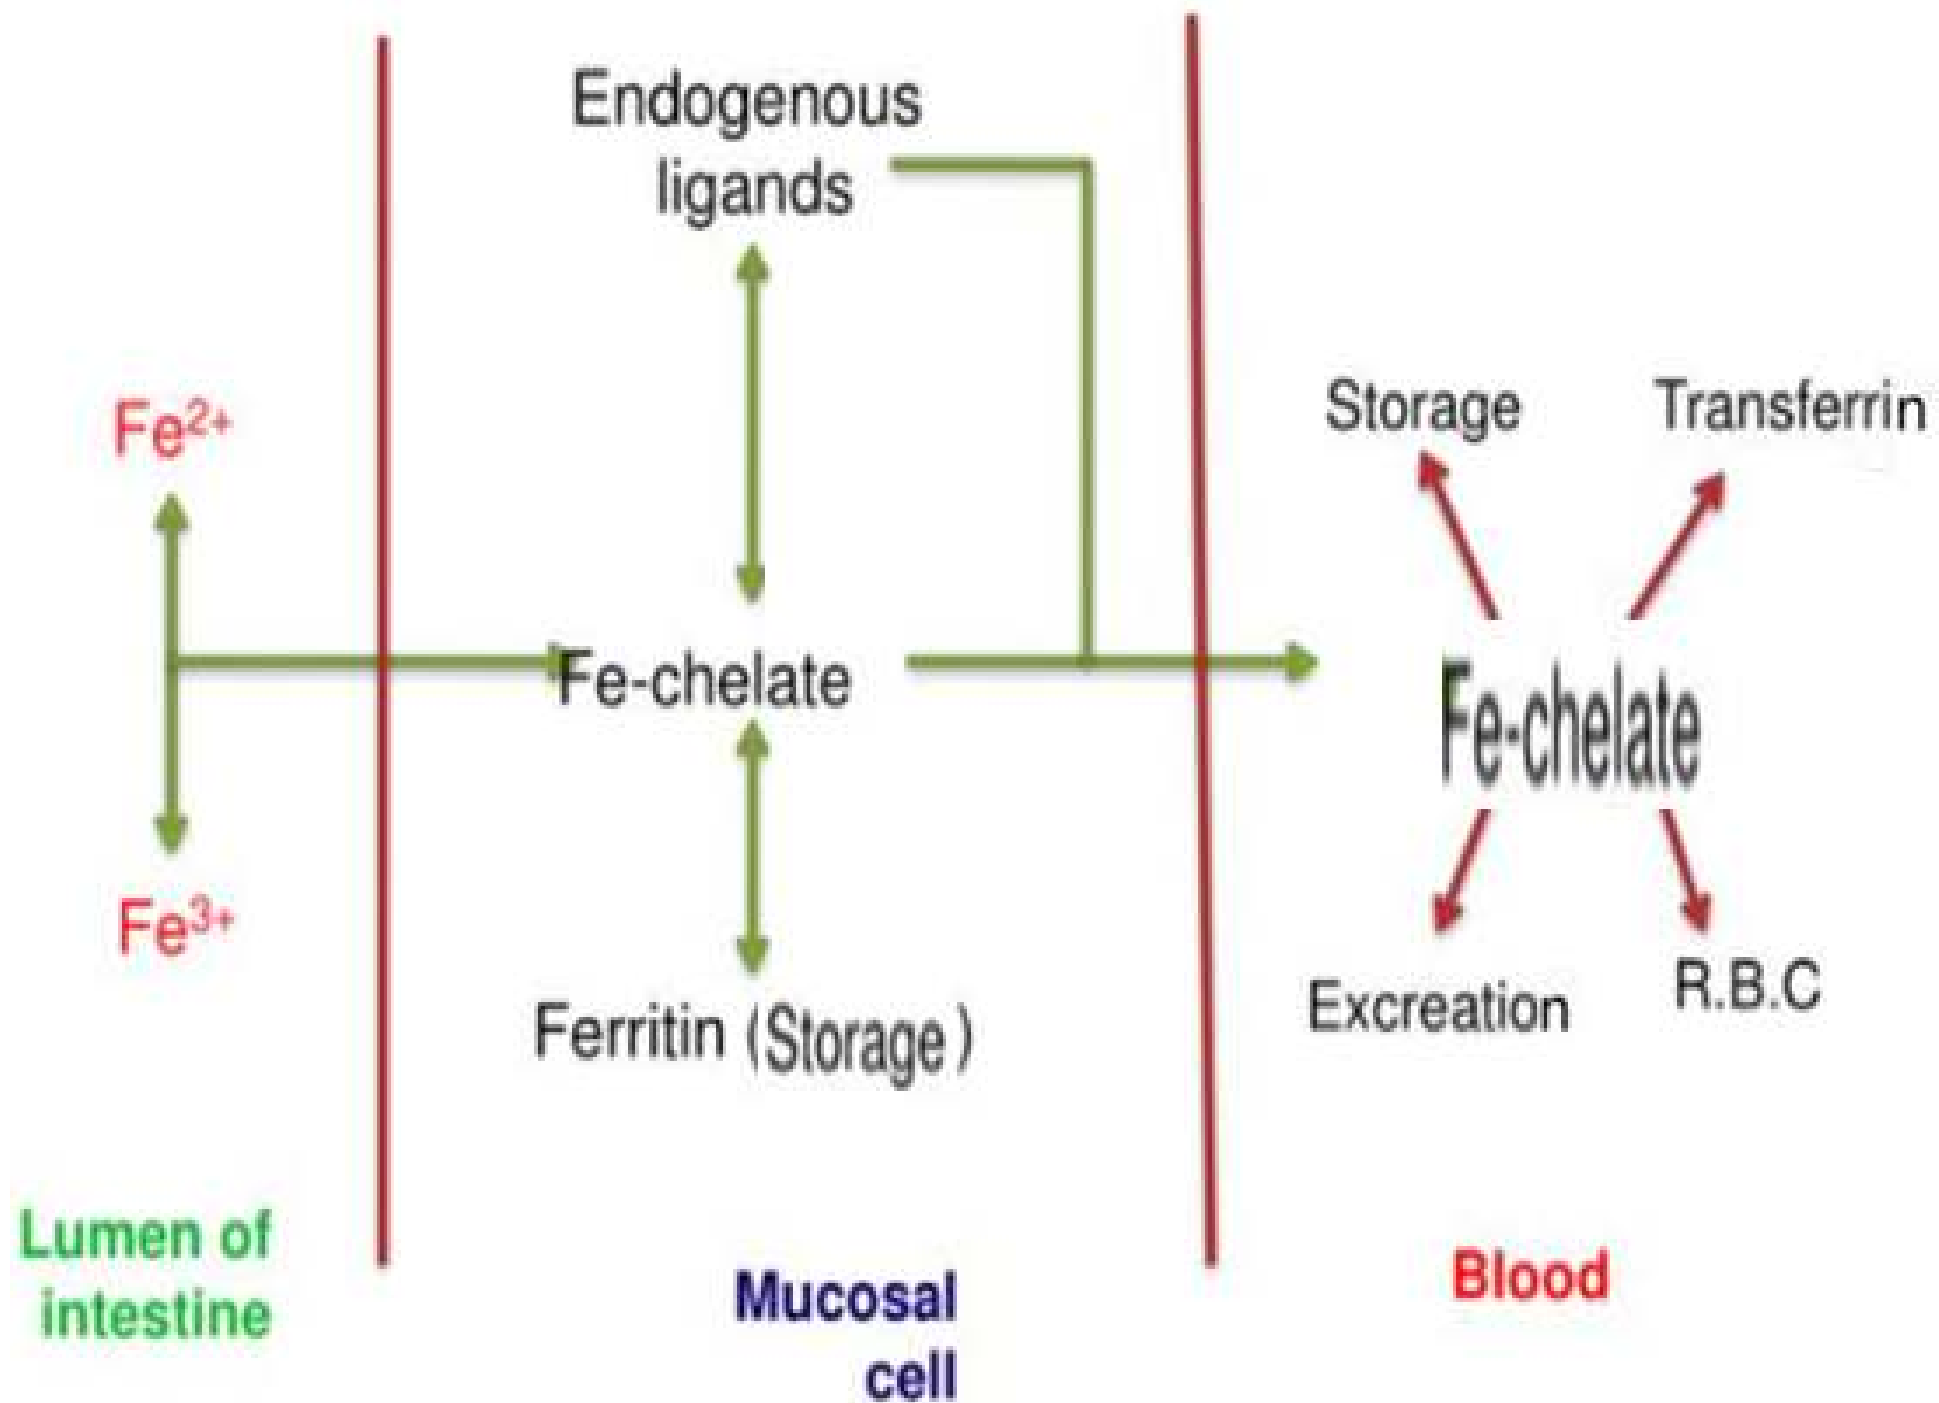 Endogenous
ligands
Fe²⁺
Storage
Transferrin
Fe-chelate
Fe-chelate
Fe³⁺
Excreation
R.B.C
Ferritin (Storage)
Lumen of
intestine
Mucosal
cell
Blood